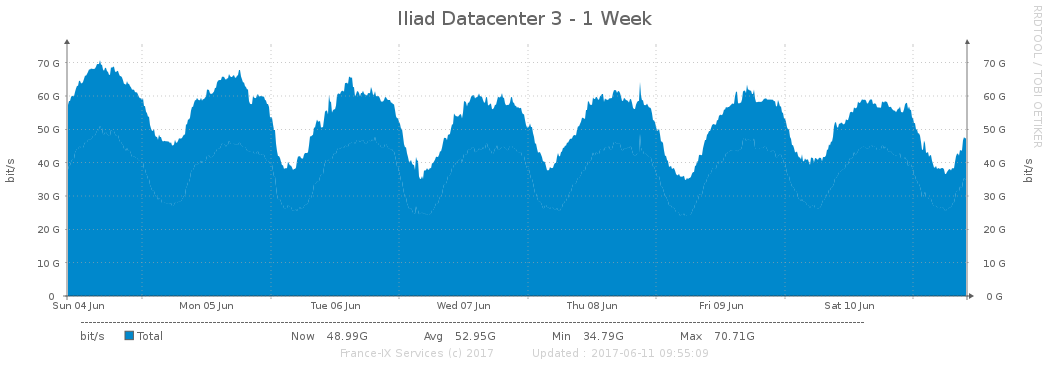 Iliad Datacenter 3 - 1 Week
RRDTOOL / TOBI OETIKER
70 G 70 G
60 G 60 G
50 G 50 G
40 G 40 G
30 G 30 G
20 G 20 G
10 G 10 G
0 0 G
bit/s bit/s
Sun 04 Jun Mon 05 Jun Tue 06 Jun Wed 07 Jun Thu 08 Jun Fri 09 Jun Sat 10 Jun
bit/s Total Now 48.99G Avg 52.95G Min 34.79G Max 70.71G
France-IX Services (c) 2017 Updated : 2017-06-11 09:55:09